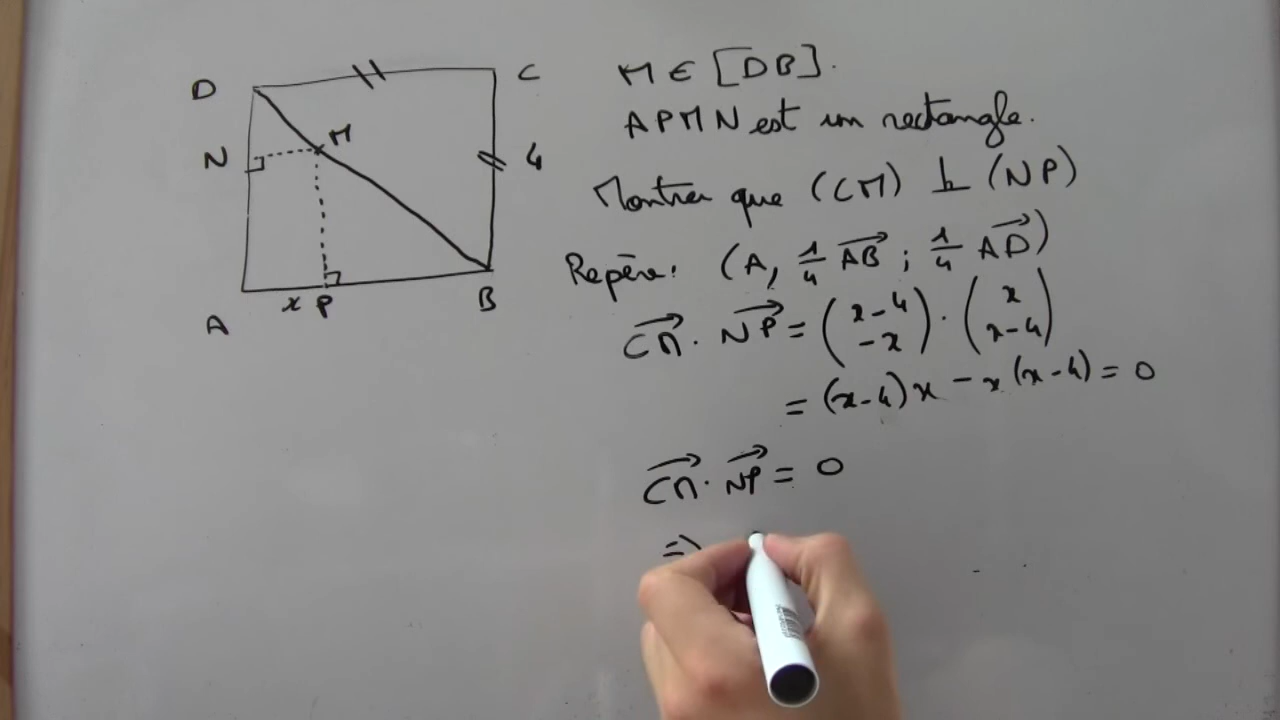 D
C
N
M
4
A
x P
B
M ∈ [DB].
APMN est un rectangle.
Montrer que (CM) ⊥ (NP)
Repère: (A, 1/4 AB⃗ ; 1/4 AD⃗)
CM⃗ · NP⃗ = (x-4 / -x) · (x / x-4)
= (x-4)x - x(x-4) = 0
CM⃗ · NP⃗ = 0
=>